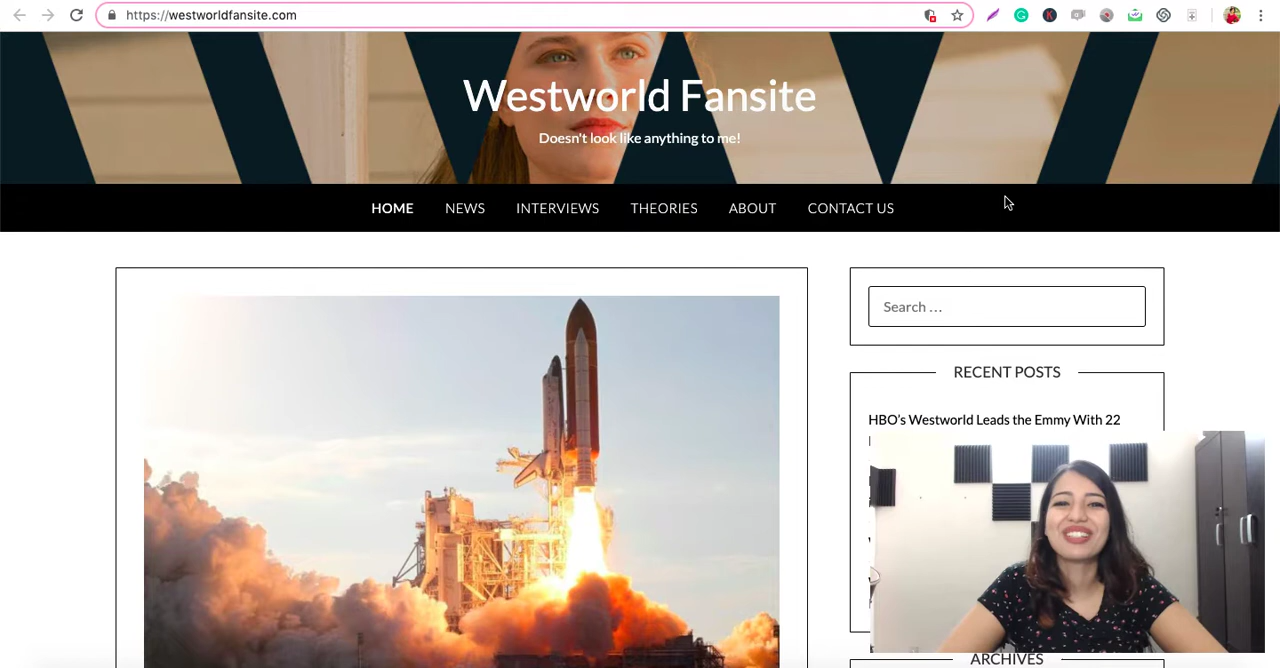 https://westworldfansite.com
Westworld Fansite
Doesn't look like anything to me!
HOME NEWS INTERVIEWS THEORIES ABOUT CONTACT US
Search …
RECENT POSTS
HBO's Westworld Leads the Emmy With 22
ARCHIVES